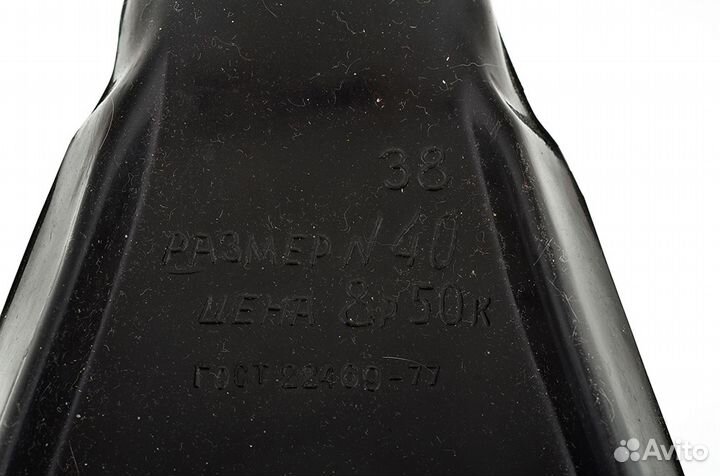 38
РАЗМЕР N 40
ЦЕНА 8р50к
ГОСТ 22469-77
Avito